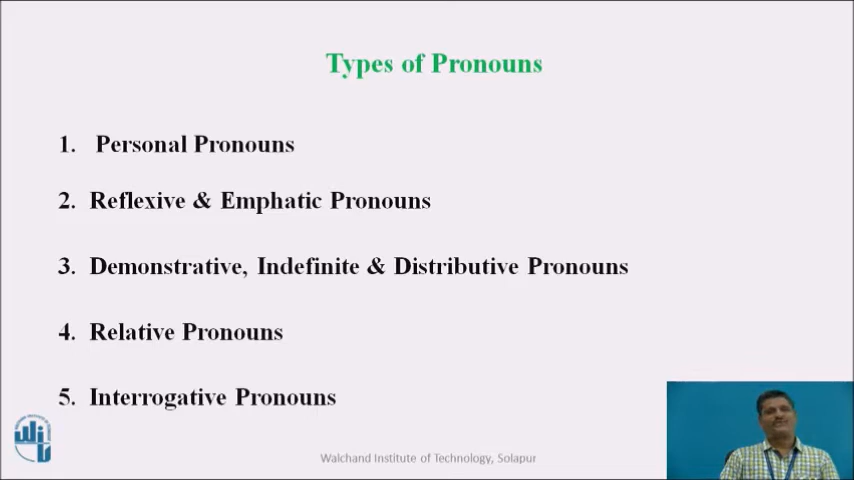 Types of Pronouns
1. Personal Pronouns
2. Reflexive & Emphatic Pronouns
3. Demonstrative, Indefinite & Distributive Pronouns
4. Relative Pronouns
5. Interrogative Pronouns
Walchand Institute of Technology, Solapur